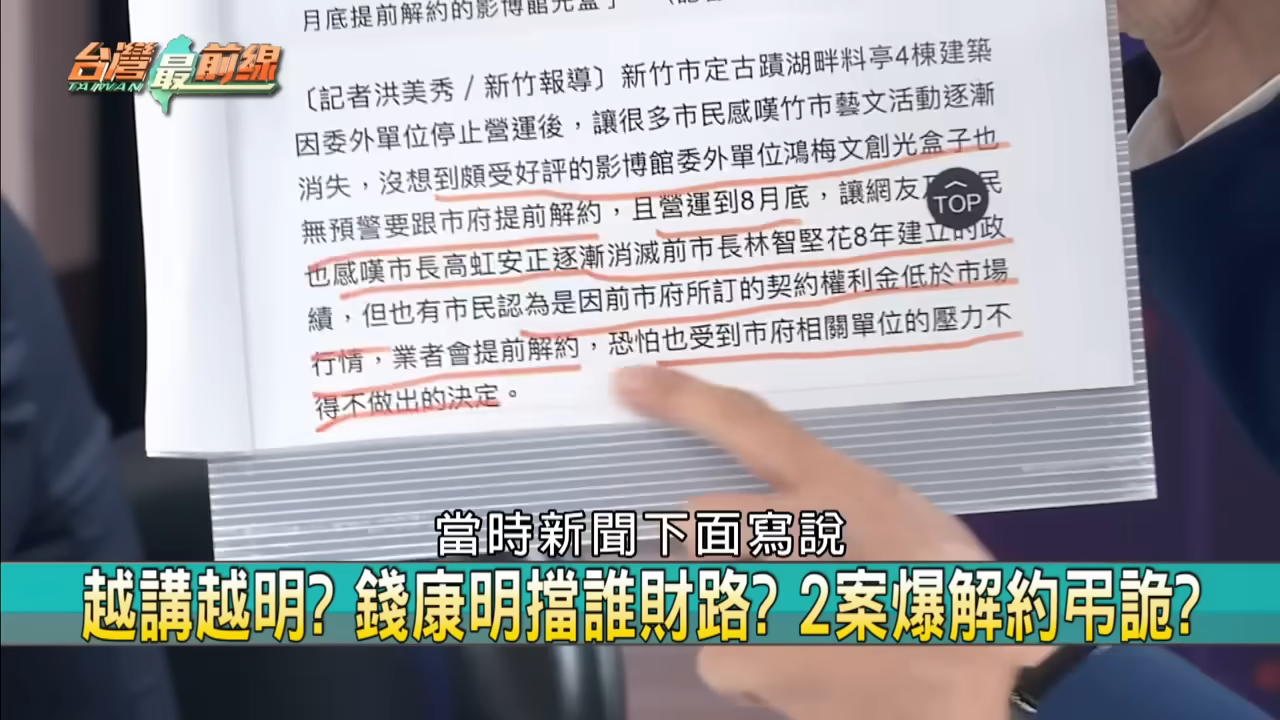 月底提前解約的影博館光盒子
台灣最前線
TAIWAN
〔記者洪美秀/新竹報導〕新竹市定古蹟湖畔料亭4棟建築
因委外單位停止營運後，讓很多市民感嘆竹市藝文活動逐漸
消失，沒想到頗受好評的影博館委外單位鴻梅文創光盒子也
無預警要跟市府提前解約，且營運到8月底，讓網友及 民
TOP
也感嘆市長高虹安正逐漸消滅前市長林智堅花8年建立的政
績，但也有市民認為是因前市府所訂的契約權利金低於市場
行情，業者會提前解約，恐怕也受到市府相關單位的壓力不
得不做出的決定。
當時新聞下面寫說
越講越明? 錢康明擋誰財路? 2案爆解約弔詭?